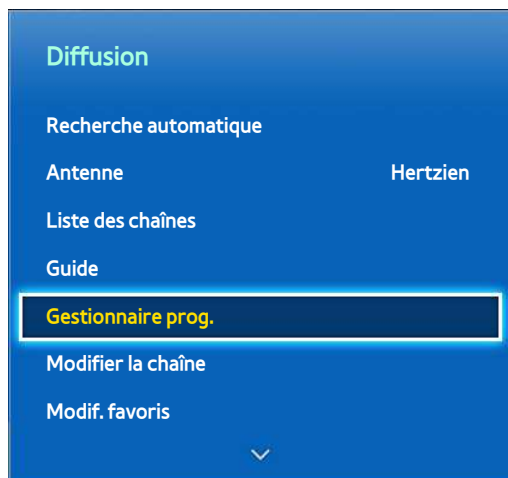 Diffusion
Recherche automatique
Antenne Hertzien
Liste des chaînes
Guide
Gestionnaire prog.
Modifier la chaîne
Modif. favoris